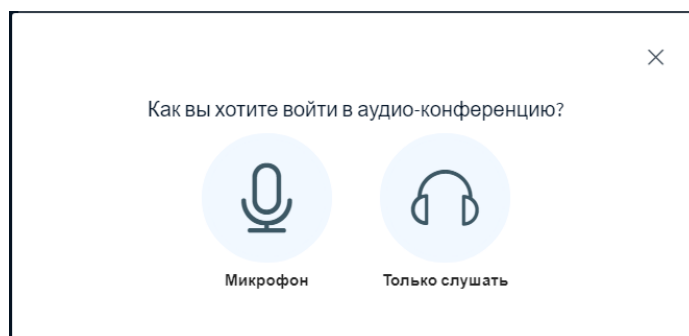 Как вы хотите войти в аудио-конференцию?
Микрофон
Только слушать